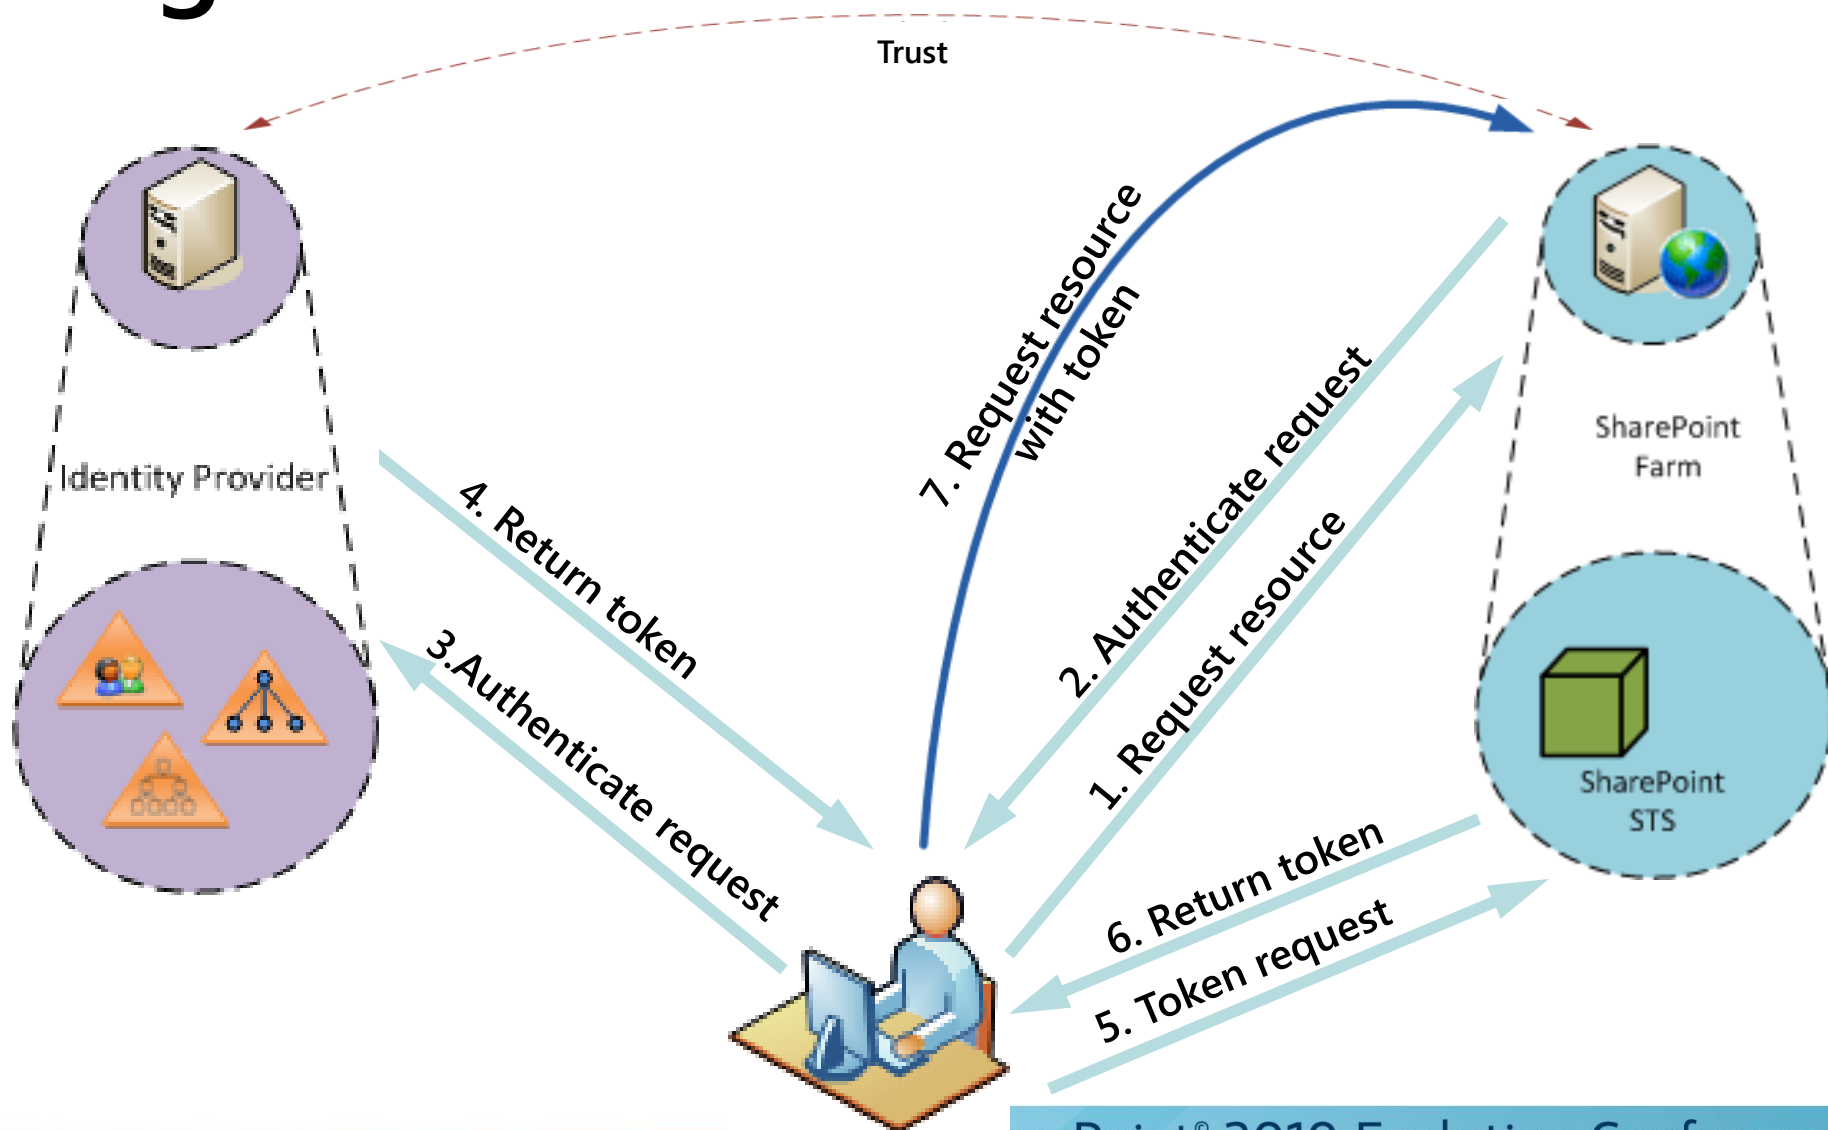 Trust
7. Request resource
with token
2. Authenticate request
1. Request resource
SharePoint
Farm
Identity Provider
4. Return token
3.Authenticate request
SharePoint
STS
6. Return token
5. Token request